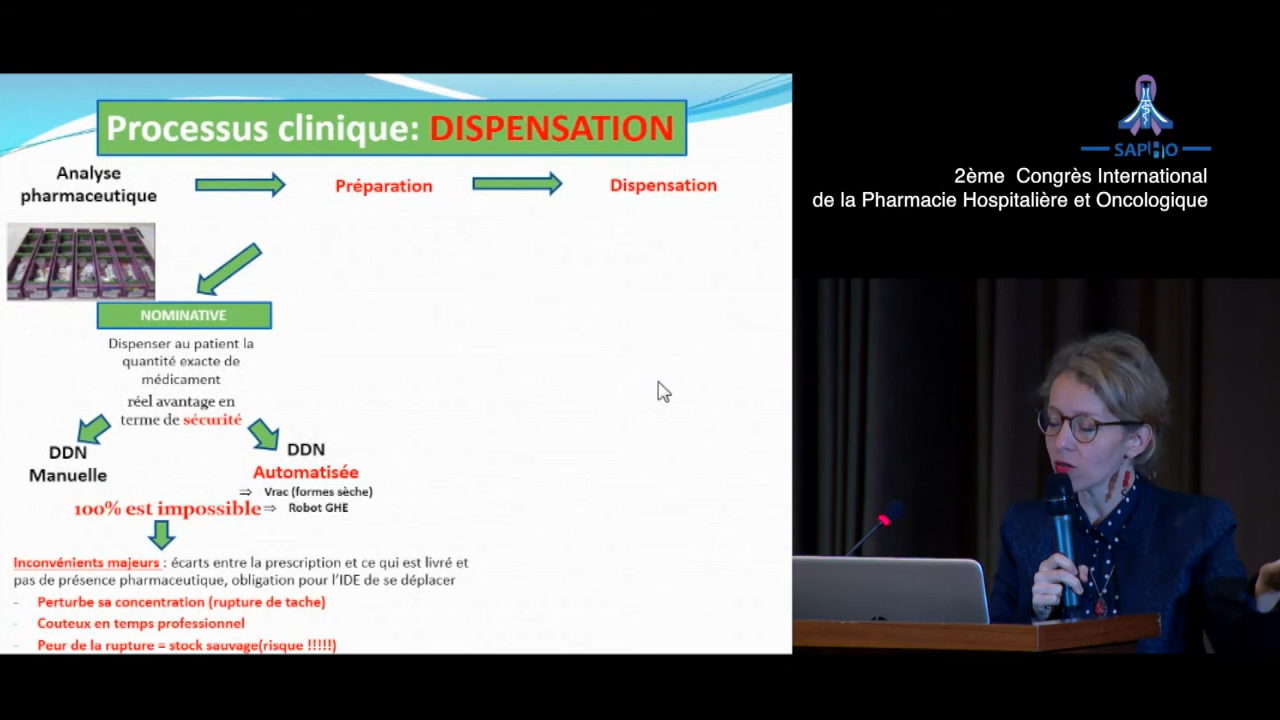 Processus clinique: DISPENSATION
Analyse
pharmaceutique
Préparation
Dispensation
NOMINATIVE
Dispenser au patient la
quantité exacte de
médicament
réel avantage en
terme de sécurité
DDN
Manuelle
DDN
Automatisée
⇒ Vrac (formes sèche)
100% est impossible
⇒ Robot GHE
Inconvénients majeurs : écarts entre la prescription et ce qui est livré et
pas de présence pharmaceutique, obligation pour l'IDE de se déplacer
- Perturbe sa concentration (rupture de tache)
- Couteux en temps professionnel
- Peur de la rupture = stock sauvage(risque !!!!!)
SAPHO
2ème Congrès International
de la Pharmacie Hospitalière et Oncologique